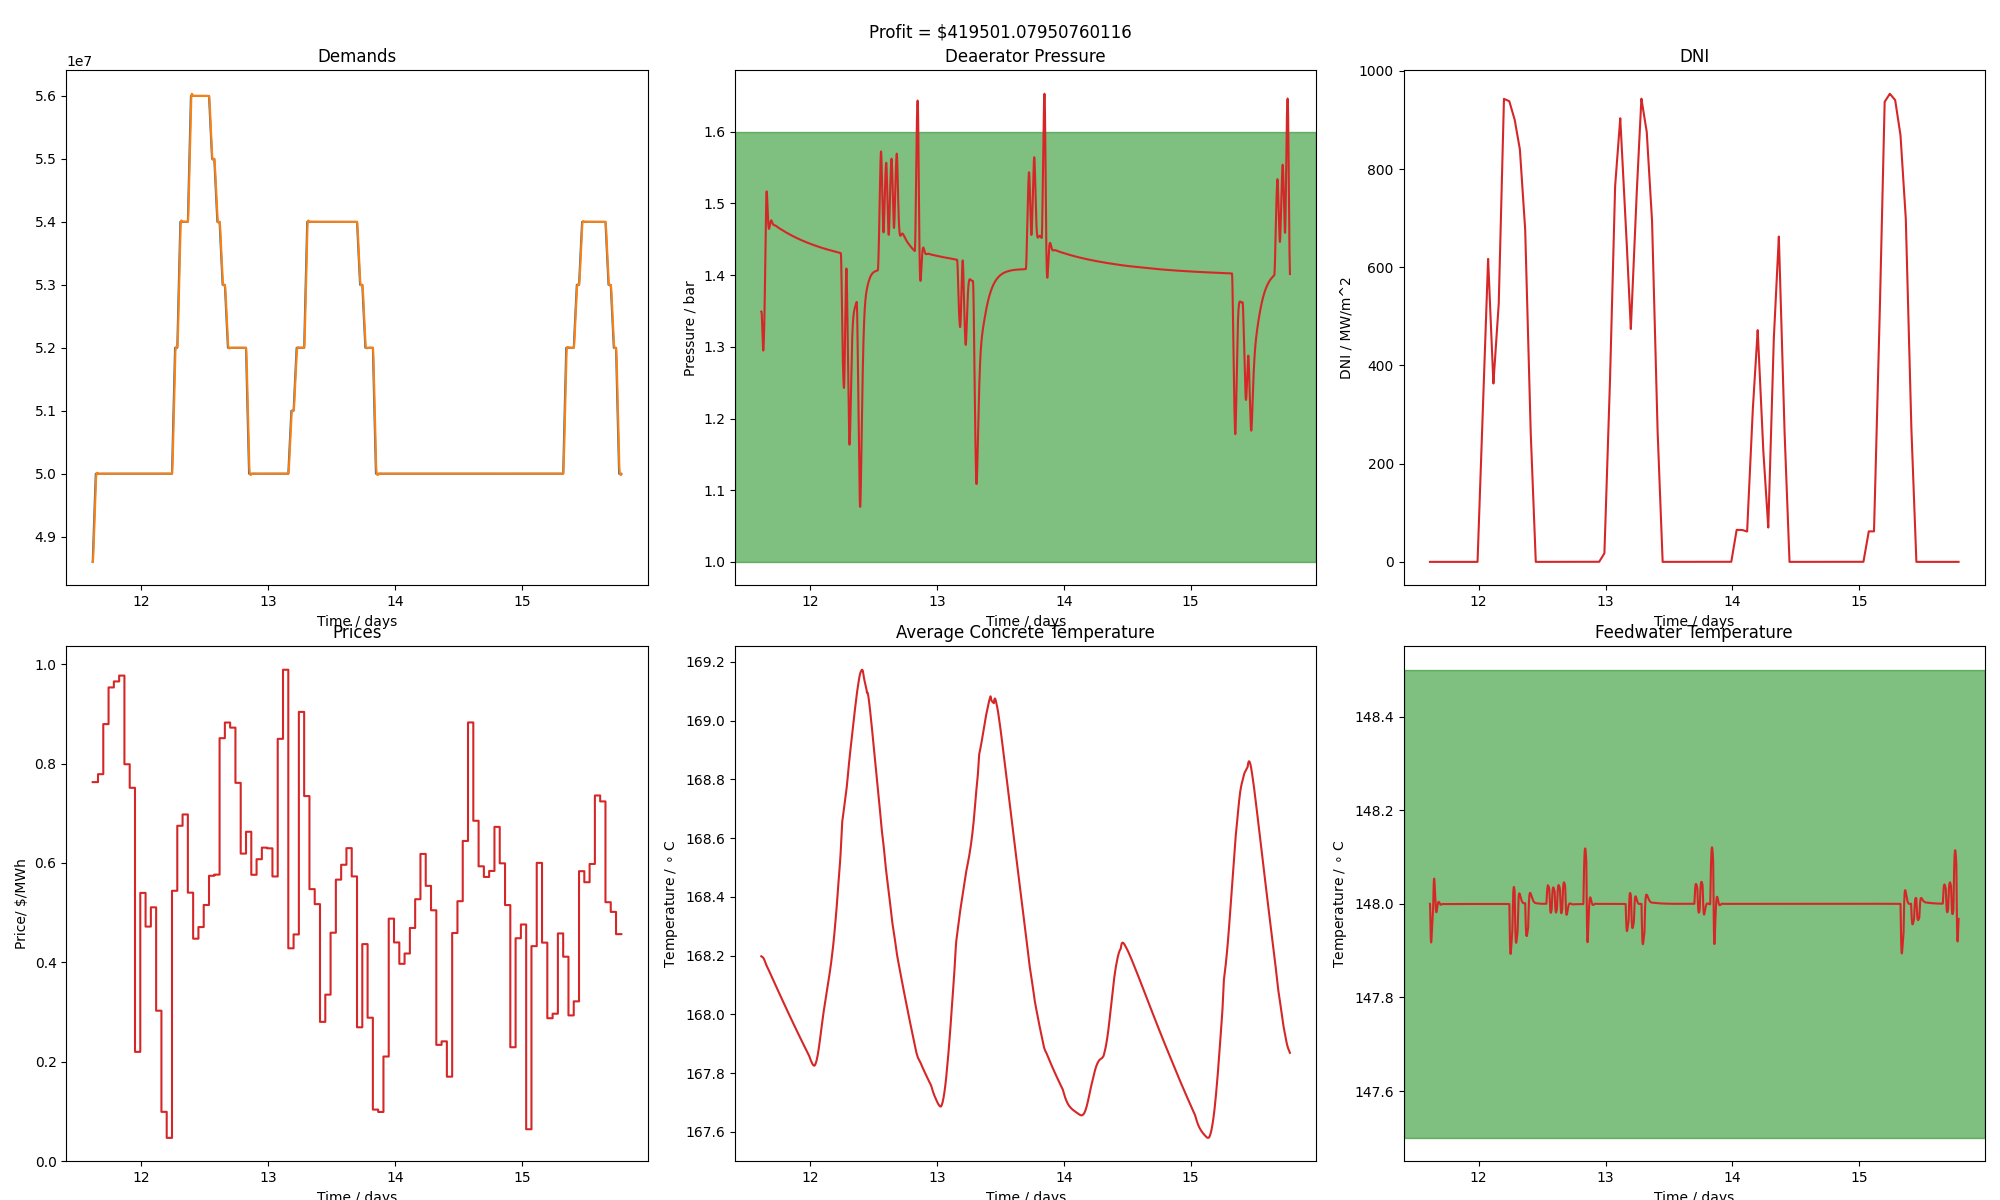 Profit = $419501.07950760116
Demands
1e7
5.6
5.5
5.4
5.3
5.2
5.1
5.0
4.9
12 13 14 15
Time / days
Deaerator Pressure
Pressure / bar
1.6
1.5
1.4
1.3
1.2
1.1
1.0
12 13 14 15
Time / days
DNI
DNI / MW/m^2
1000
800
600
400
200
0
12 13 14 15
Time / days
Prices
Price/ $/MWh
1.0
0.8
0.6
0.4
0.2
0.0
12 13 14 15
Time / days
Average Concrete Temperature
Temperature / ∘ C
169.2
169.0
168.8
168.6
168.4
168.2
168.0
167.8
167.6
12 13 14 15
Time / days
Feedwater Temperature
Temperature / ∘ C
148.4
148.2
148.0
147.8
147.6
12 13 14 15
Time / days